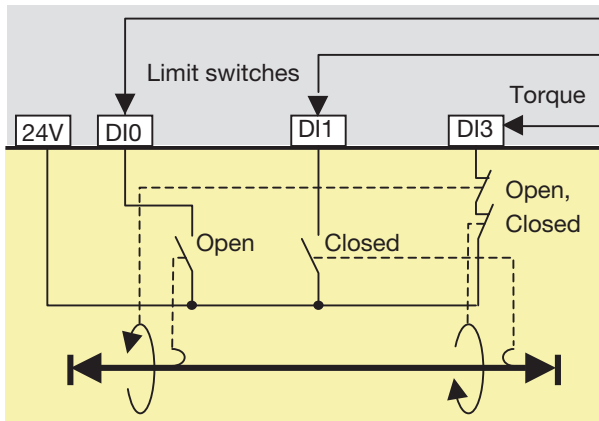 Limit switches
Torque
24V
DI0
DI1
DI3
Open,
Closed
Open
Closed